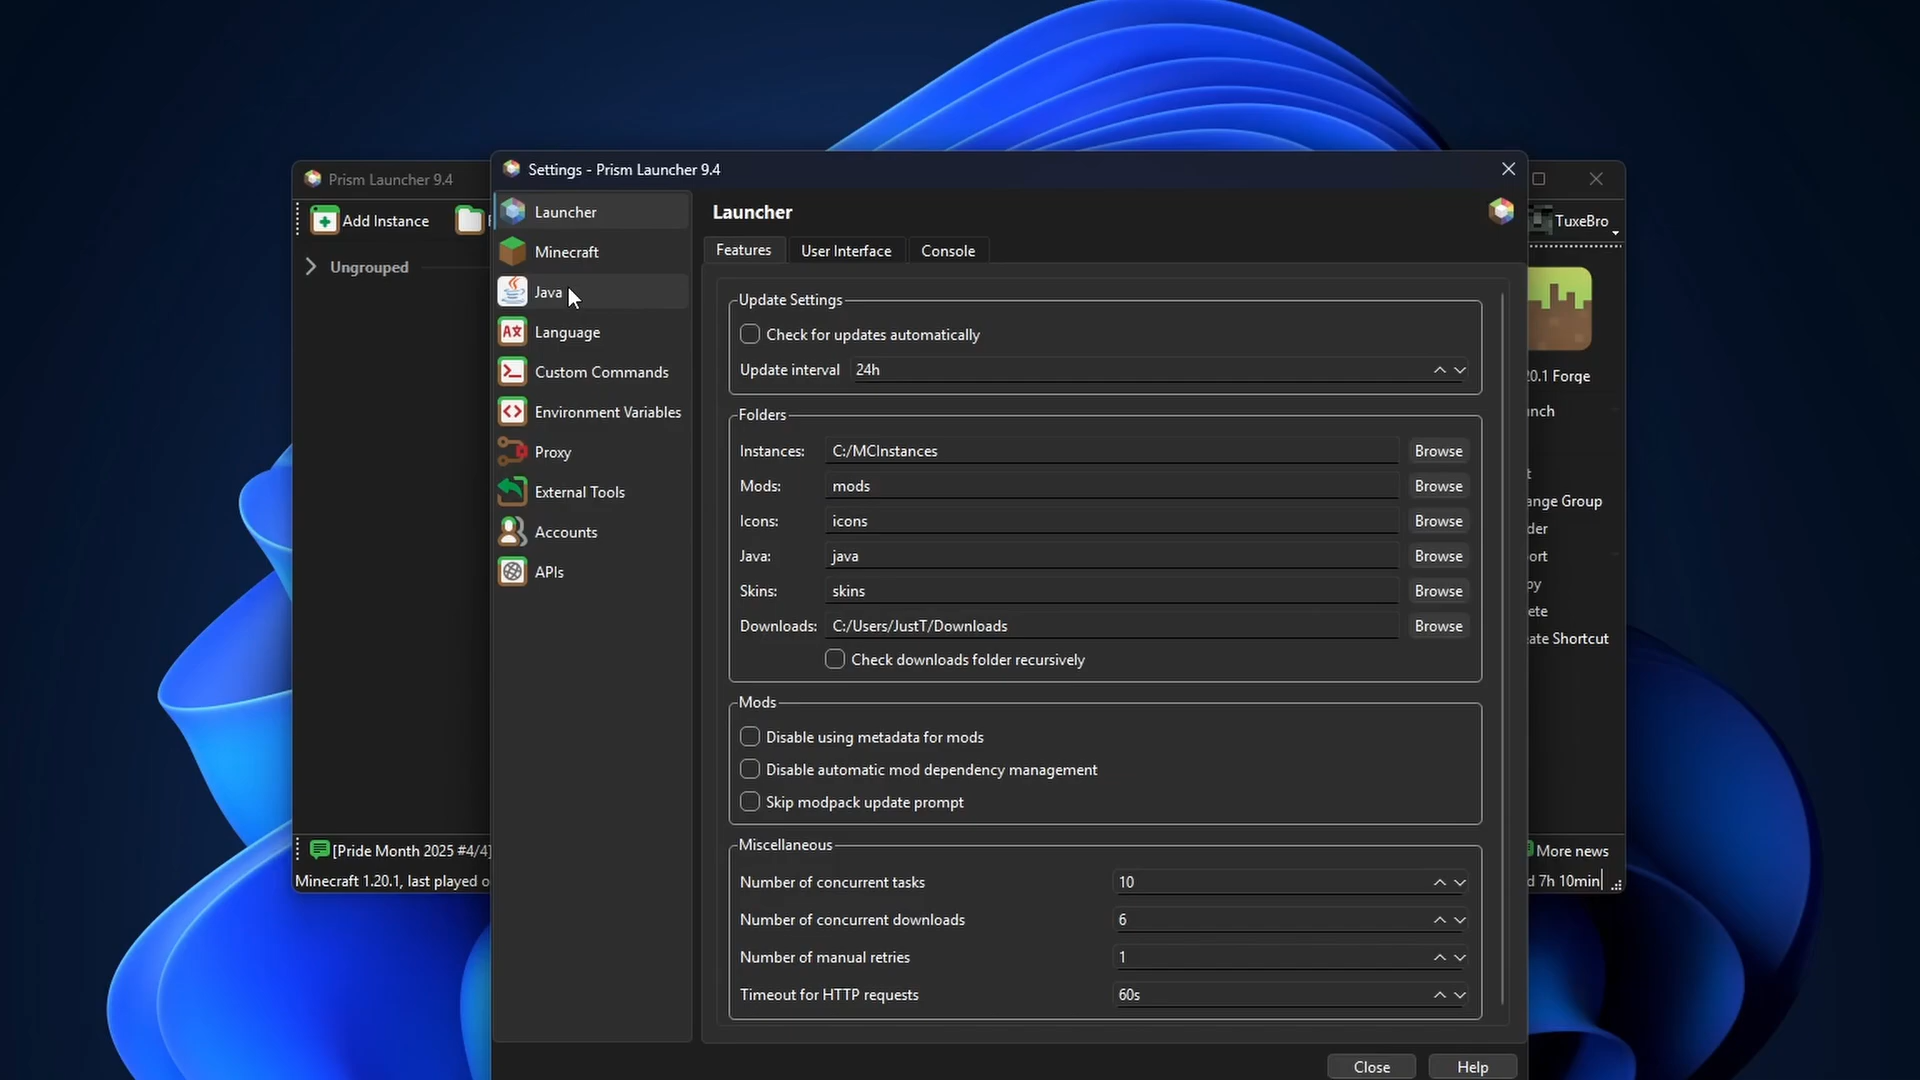 Settings - Prism Launcher 9.4
Prism Launcher 9.4
Add Instance
Ungrouped
Launcher
Minecraft
Java
Language
Custom Commands
Environment Variables
Proxy
External Tools
Accounts
APIs
Launcher
Features
User Interface
Console
Update Settings
Check for updates automatically
Update interval 24h
Folders
Instances: C:/MCInstances Browse
Mods: mods Browse
Icons: icons Browse
Java: java Browse
Skins: skins Browse
Downloads: C:/Users/JustT/Downloads Browse
Check downloads folder recursively
Mods
Disable using metadata for mods
Disable automatic mod dependency management
Skip modpack update prompt
Miscellaneous
Number of concurrent tasks 10
Number of concurrent downloads 6
Number of manual retries 1
Timeout for HTTP requests 60s
Close
Help
TuxeBro
0.1 Forge
nch
t
ange Group
der
ort
py
ete
ate Shortcut
[Pride Month 2025 #4/4]
More news
Minecraft 1.20.1, last played o
d 7h 10min